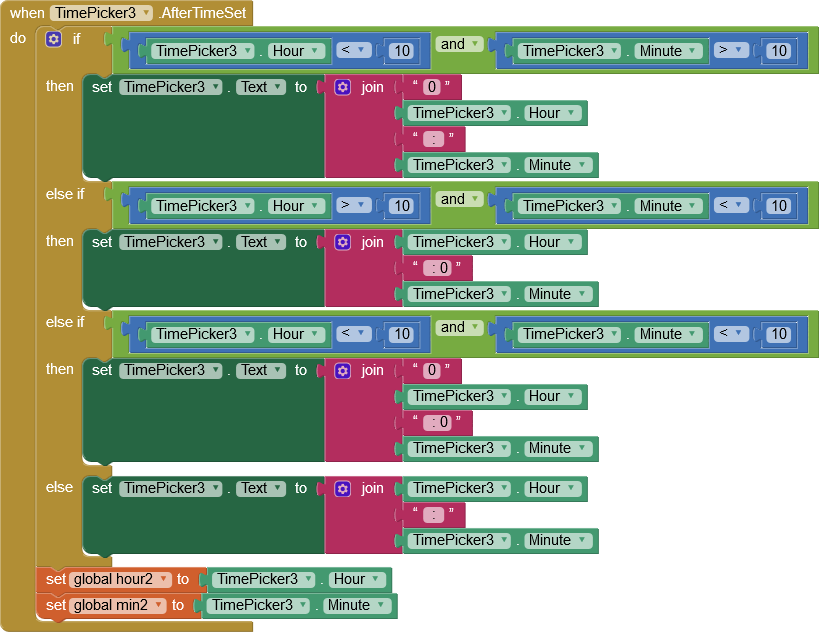 when TimePicker3 .AfterTimeSet
do if TimePicker3 . Hour < 10 and TimePicker3 . Minute > 10
then set TimePicker3 . Text to join " 0 "
TimePicker3 . Hour
" : "
TimePicker3 . Minute
else if TimePicker3 . Hour > 10 and TimePicker3 . Minute < 10
then set TimePicker3 . Text to join TimePicker3 . Hour
" : 0 "
TimePicker3 . Minute
else if TimePicker3 . Hour < 10 and TimePicker3 . Minute < 10
then set TimePicker3 . Text to join " 0 "
TimePicker3 . Hour
" : 0 "
TimePicker3 . Minute
else set TimePicker3 . Text to join TimePicker3 . Hour
" : "
TimePicker3 . Minute
set global hour2 to TimePicker3 . Hour
set global min2 to TimePicker3 . Minute